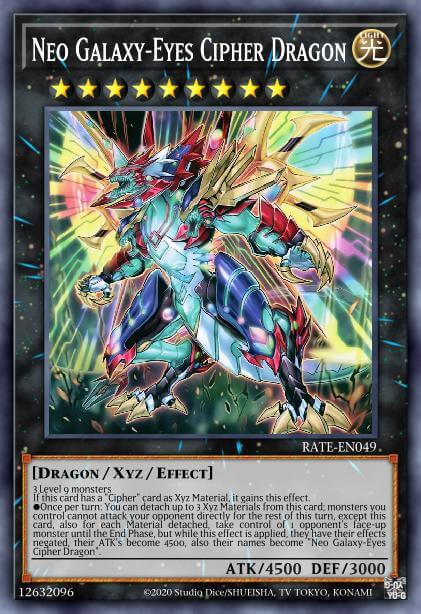 NEO GALAXY-EYES CIPHER DRAGON
LIGHT
光
RATE-EN049
[DRAGON / XYZ / EFFECT]
3 Level 9 monsters
If this card has a "Cipher" card as Xyz Material, it gains this effect.
●Once per turn: You can detach up to 3 Xyz Materials from this card; monsters you
control cannot attack your opponent directly for the rest of this turn, except this
card, also for each Material detached, take control of 1 opponent's face-up
monster until the End Phase, but while this effect is applied, they have their effects
negated, their ATK's become 4500, also their names become "Neo Galaxy-Eyes
Cipher Dragon".
ATK/4500 DEF/3000
12632096
©2020 Studio Dice/SHUEISHA, TV TOKYO, KONAMI